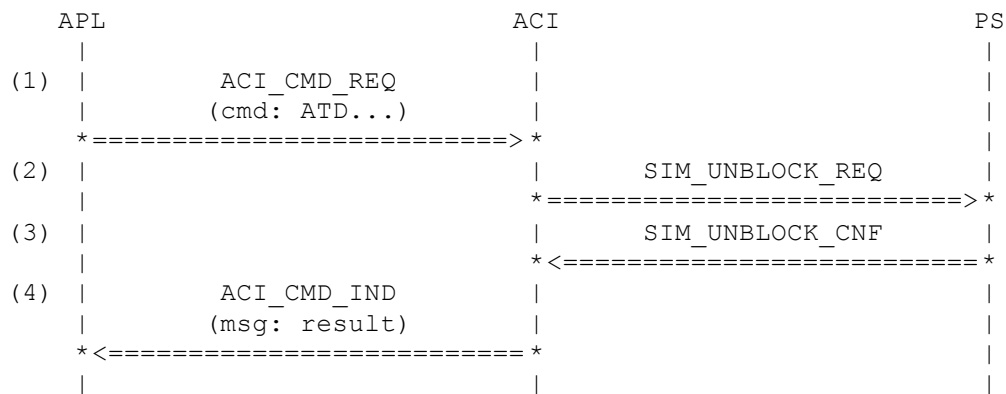 APL ACI PS
| | |
(1) | ACI_CMD_REQ | |
| (cmd: ATD...) | |
*==========================>* |
(2) | | SIM_UNBLOCK_REQ |
| *==========================>*
(3) | | SIM_UNBLOCK_CNF |
| *<==========================*
(4) | ACI_CMD_IND | |
| (msg: result) | |
*<==========================* |
| | |